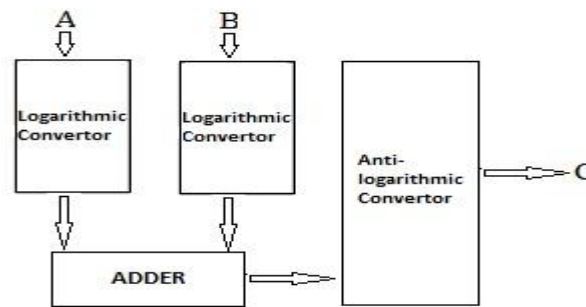 A
B
Logarithmic
Convertor
Logarithmic
Convertor
Anti-
logarithmic
Convertor
C
ADDER